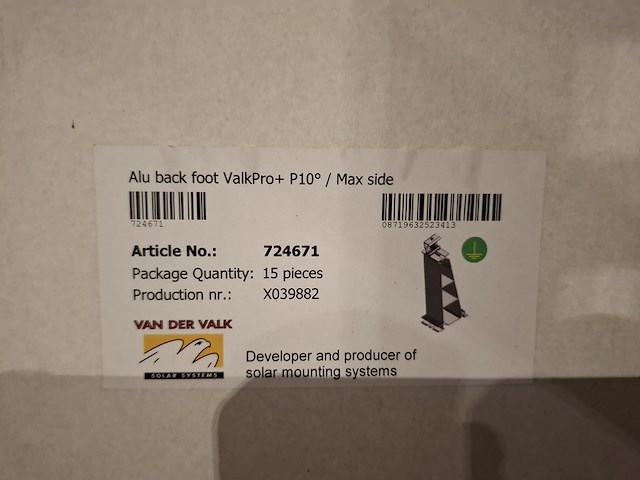 Alu back foot ValkPro+ P10° / Max side
724671
08719632523413
Article No.: 724671
Package Quantity: 15 pieces
Production nr.: X039882
VAN DER VALK
SOLAR SYSTEMS
Developer and producer of
solar mounting systems